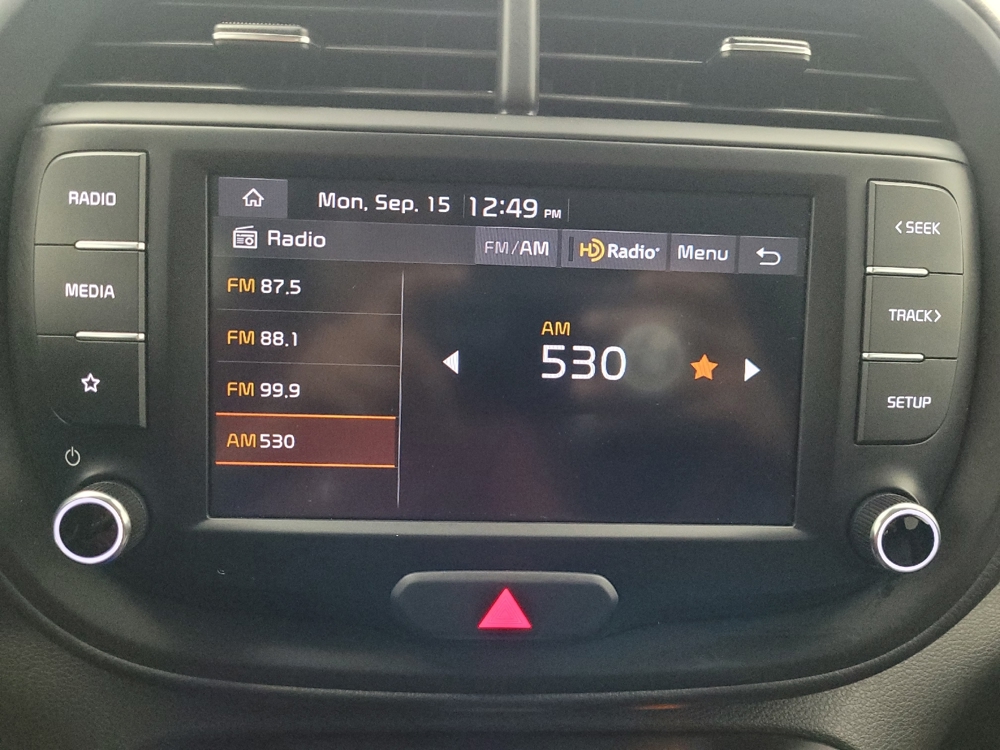 RADIO
MEDIA
Mon, Sep. 15 12:49 PM
Radio FM/AM HD Radio Menu
FM 87.5
FM 88.1
FM 99.9
AM 530
AM
530
< SEEK
TRACK >
SETUP